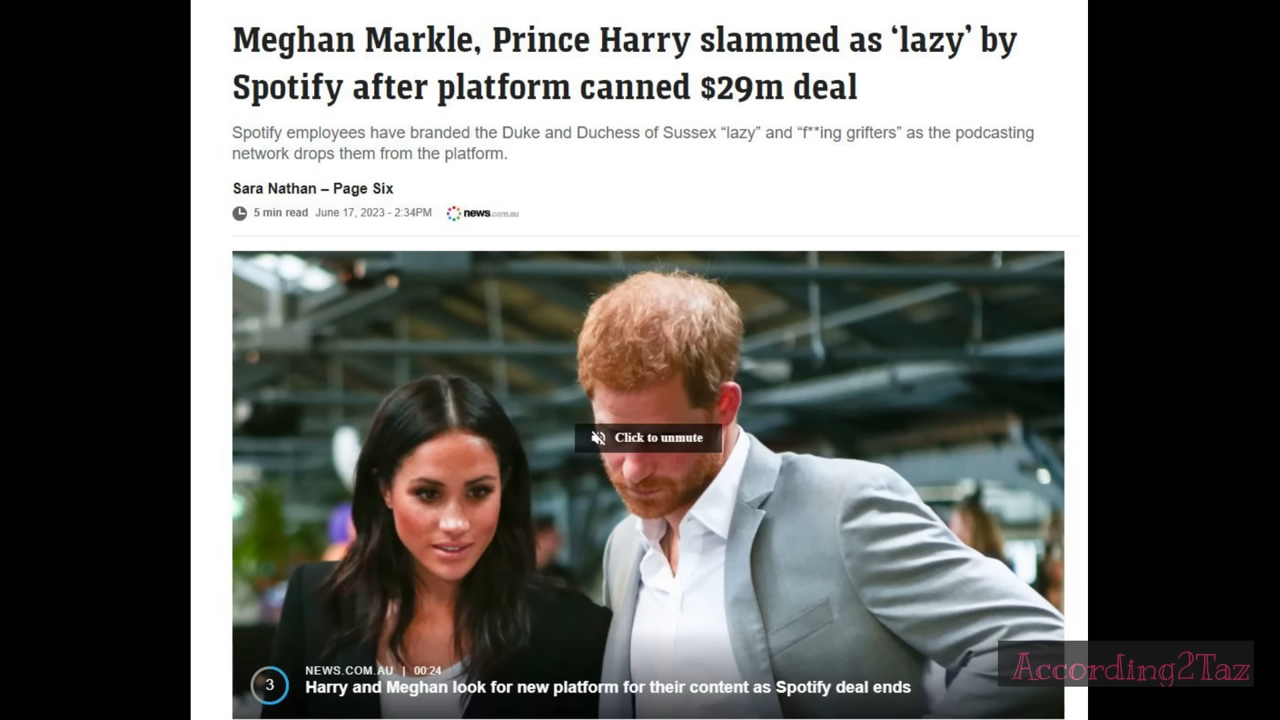 Meghan Markle, Prince Harry slammed as ‘lazy’ by
Spotify after platform canned $29m deal
Spotify employees have branded the Duke and Duchess of Sussex “lazy” and “f**ing grifters” as the podcasting
network drops them from the platform.
Sara Nathan – Page Six
5 min read June 17, 2023 - 2:34PM news.com.au
Click to unmute
NEWS.COM.AU | 00:24
3 Harry and Meghan look for new platform for their content as Spotify deal ends
According2Taz